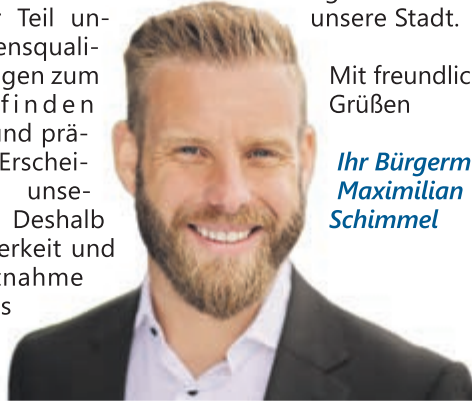 Teil un-
ensquali-
gen zum
finden
und prä-
Erschei-
unse-
Deshalb
erkeit und
tnahme
s
unsere Stadt.
Mit freundlic
Grüßen
Ihr Bürgerm
Maximilian
Schimmel